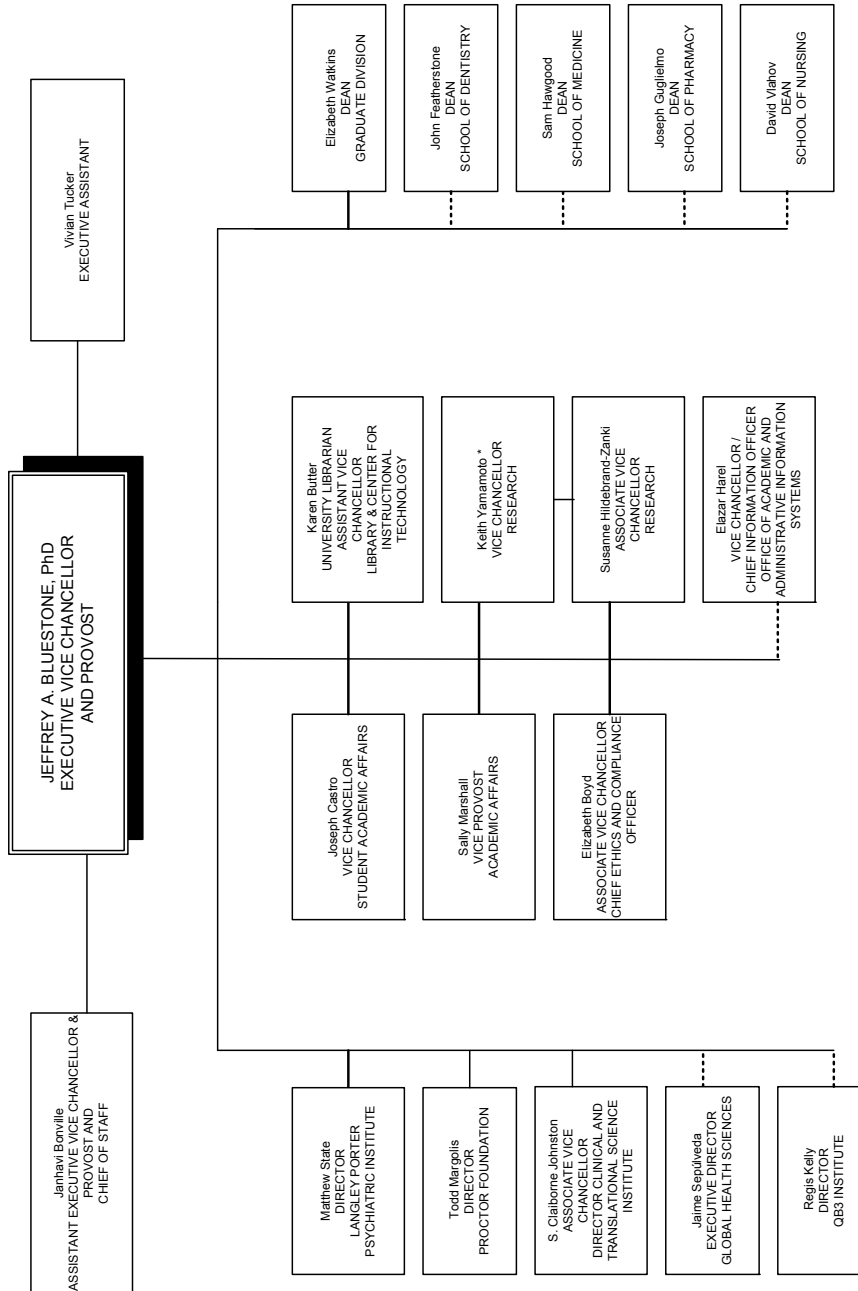 Janhavi Bonville
ASSISTANT EXECUTIVE VICE CHANCELLOR &
PROVOST AND
CHIEF OF STAFF
JEFFREY A. BLUESTONE, PhD
EXECUTIVE VICE CHANCELLOR
AND PROVOST
Vivian Tucker
EXECUTIVE ASSISTANT
Matthew State
DIRECTOR
LANGLEY PORTER
PSYCHIATRIC INSTITUTE
Todd Margolis
DIRECTOR
PROCTOR FOUNDATION
S. Claiborne Johnston
ASSOCIATE VICE
CHANCELLOR
DIRECTOR CLINICAL AND
TRANSLATIONAL SCIENCE
INSTITUTE
Jaime Sepúlveda
EXECUTIVE DIRECTOR
GLOBAL HEALTH SCIENCES
Regis Kelly
DIRECTOR
QB3 INSTITUTE
Joseph Castro
VICE CHANCELLOR
STUDENT ACADEMIC AFFAIRS
Sally Marshall
VICE PROVOST
ACADEMIC AFFAIRS
Elizabeth Boyd
ASSOCIATE VICE CHANCELLOR
CHIEF ETHICS AND COMPLIANCE
OFFICER
Karen Butter
UNIVERSITY LIBRARIAN
ASSISTANT VICE
CHANCELLOR
LIBRARY & CENTER FOR
INSTRUCTIONAL
TECHNOLOGY
Keith Yamamoto *
VICE CHANCELLOR
RESEARCH
Susanne Hildebrand-Zanki
ASSOCIATE VICE
CHANCELLOR
RESEARCH
Elazar Harel
VICE CHANCELLOR /
CHIEF INFORMATION OFFICER
OFFICE OF ACADEMIC AND
ADMINISTRATIVE INFORMATION
SYSTEMS
Elizabeth Watkins
DEAN
GRADUATE DIVISION
John Featherstone
DEAN
SCHOOL OF DENTISTRY
Sam Hawgood
DEAN
SCHOOL OF MEDICINE
Joseph Guglielmo
DEAN
SCHOOL OF PHARMACY
David Vlahov
DEAN
SCHOOL OF NURSING